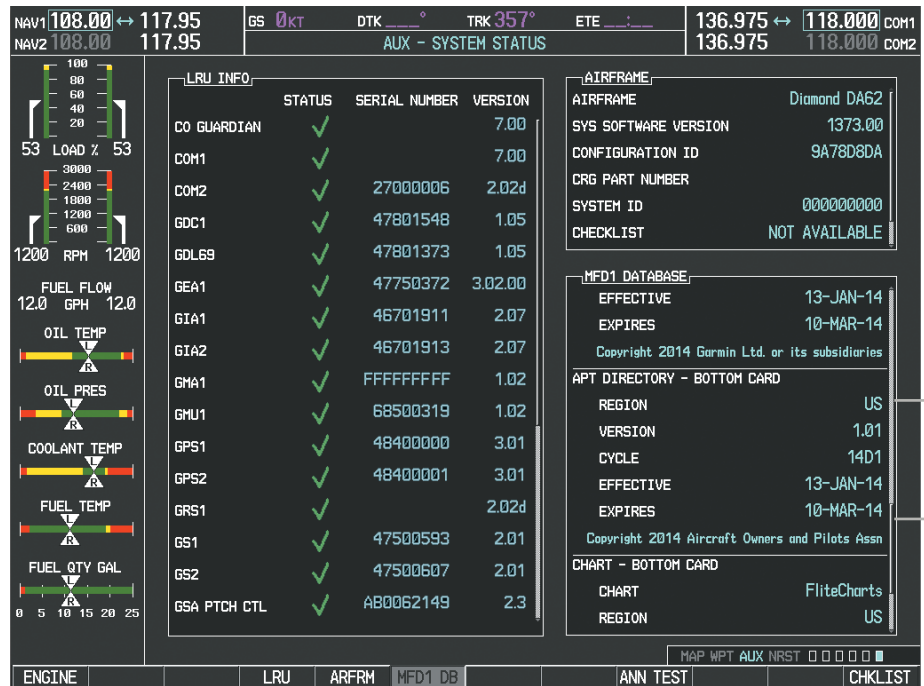 NAV1 108.00 ↔ 117.95 GS 0KT DTK ___° TRK 357° ETE __:__ 136.975 ↔ 118.000 COM1
NAV2 108.00 117.95 AUX - SYSTEM STATUS 136.975 118.000 COM2
100
80
60
40
20
53 LOAD % 53
3000
2400
1800
1200
600
1200 RPM 1200
FUEL FLOW
12.0 GPH 12.0
OIL TEMP
L
R
OIL PRES
L
R
COOLANT TEMP
L
R
FUEL TEMP
L
R
FUEL QTY GAL
L
R
0 5 10 15 20 25
LRU INFO
STATUS SERIAL NUMBER VERSION
CO GUARDIAN ✓ 7.00
COM1 ✓ 7.00
COM2 ✓ 27000006 2.02d
GDC1 ✓ 47801548 1.05
GDL69 ✓ 47801373 1.05
GEA1 ✓ 47750372 3.02.00
GIA1 ✓ 46701911 2.07
GIA2 ✓ 46701913 2.07
GMA1 ✓ FFFFFFFFF 1.02
GMU1 ✓ 68500319 1.02
GPS1 ✓ 48400000 3.01
GPS2 ✓ 48400001 3.01
GRS1 ✓ 2.02d
GS1 ✓ 47500593 2.01
GS2 ✓ 47500607 2.01
GSA PTCH CTL ✓ AB0062149 2.3
AIRFRAME
AIRFRAME Diamond DA62
SYS SOFTWARE VERSION 1373.00
CONFIGURATION ID 9A78D8DA
CRG PART NUMBER
SYSTEM ID 000000000
CHECKLIST NOT AVAILABLE
MFD1 DATABASE
EFFECTIVE 13-JAN-14
EXPIRES 10-MAR-14
Copyright 2014 Garmin Ltd. or its subsidiaries
APT DIRECTORY - BOTTOM CARD
REGION US
VERSION 1.01
CYCLE 14D1
EFFECTIVE 13-JAN-14
EXPIRES 10-MAR-14
Copyright 2014 Aircraft Owners and Pilots Assn
CHART - BOTTOM CARD
CHART FliteCharts
REGION US
MAP WPT AUX NRST
ENGINE LRU ARFRM MFD1 DB ANN TEST CHKLIST